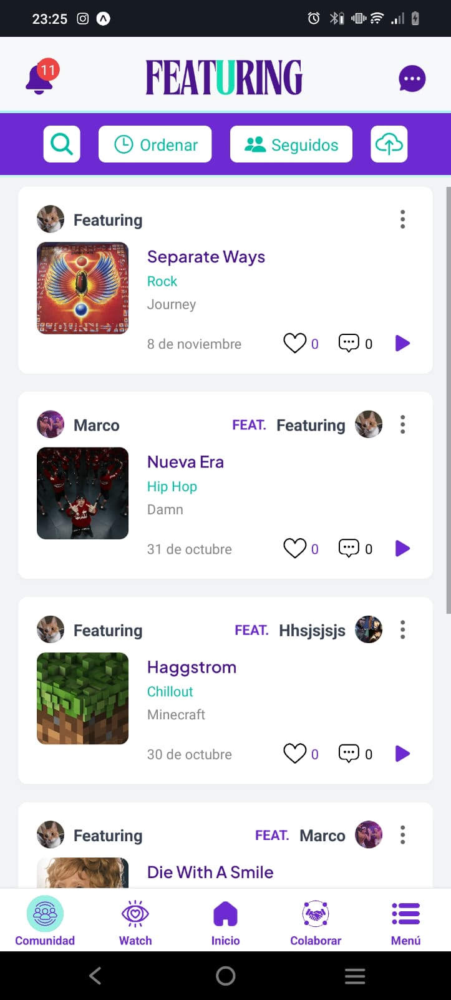 23:25
11
FEATURING
Ordenar
Seguidos
Featuring
Separate Ways
Rock
Journey
8 de noviembre 0 0
Marco FEAT. Featuring
Nueva Era
Hip Hop
Damn
31 de octubre 0 0
Featuring FEAT. Hhsjsjsjs
Haggstrom
Chillout
Minecraft
30 de octubre 0 0
Featuring FEAT. Marco
Die With A Smile
Comunidad Watch Inicio Colaborar Menú